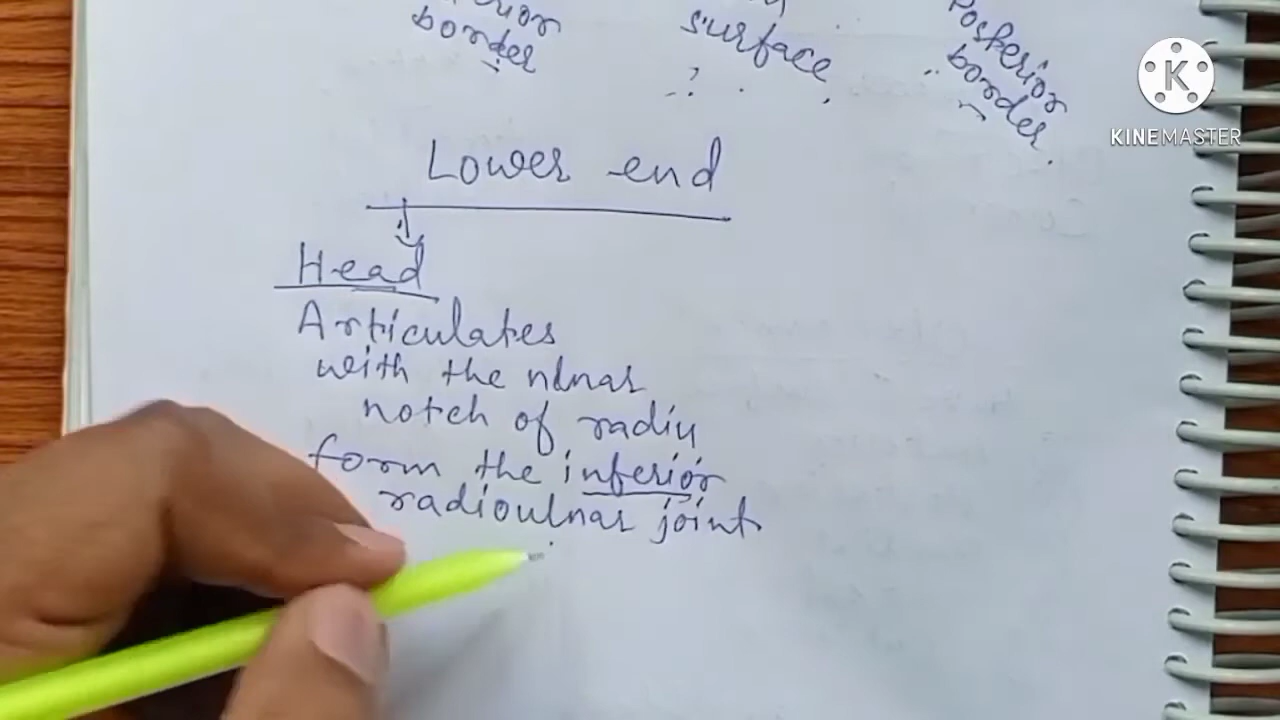 border
surface
?
Posterior
border.
K
KINEMASTER
Lower end
Head
Articulates
with the ulnar
notch of radiu
form the inferior
radioulnar joint